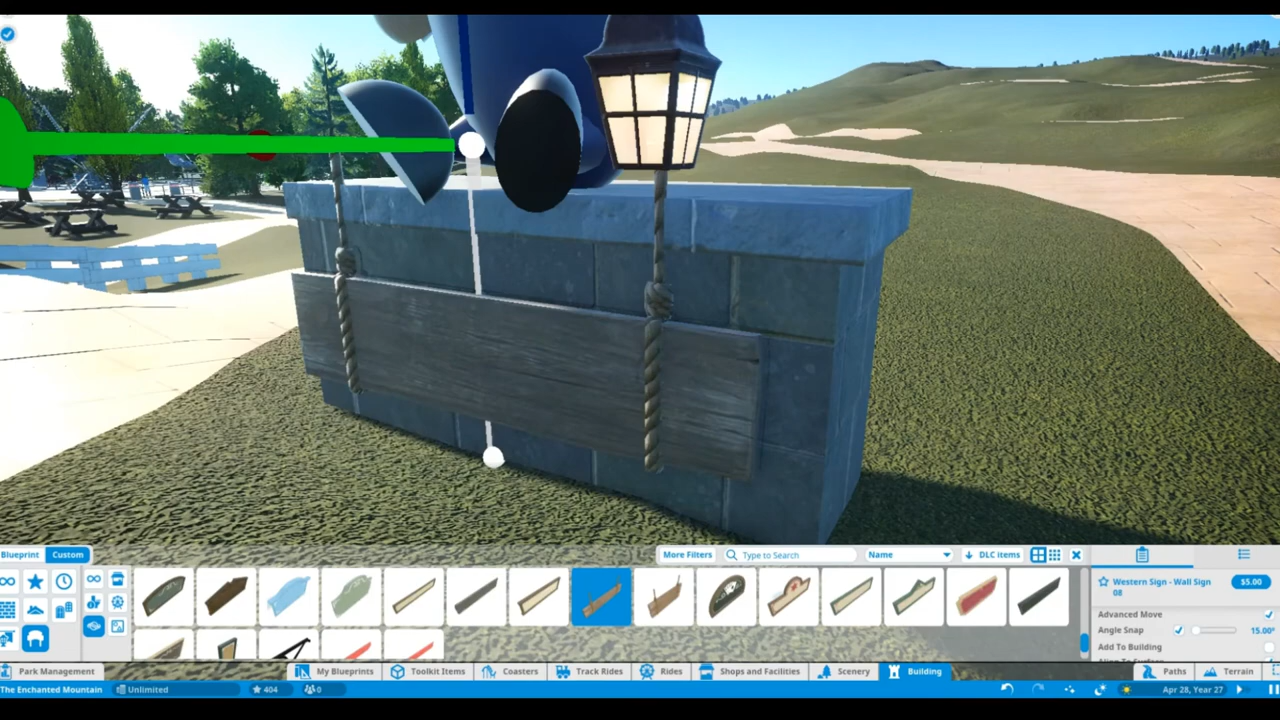 Blueprint Custom
More Filters Type to Search Name DLC items
Western Sign - Wall Sign 08 $5.00
Advanced Move
Angle Snap 15.00°
Add To Building
Park Management My Blueprints Toolkit Items Coasters Track Rides Rides Shops and Facilities Scenery Building Paths Terrain
The Enchanted Mountain Unlimited 404 0 Apr 28, Year 27